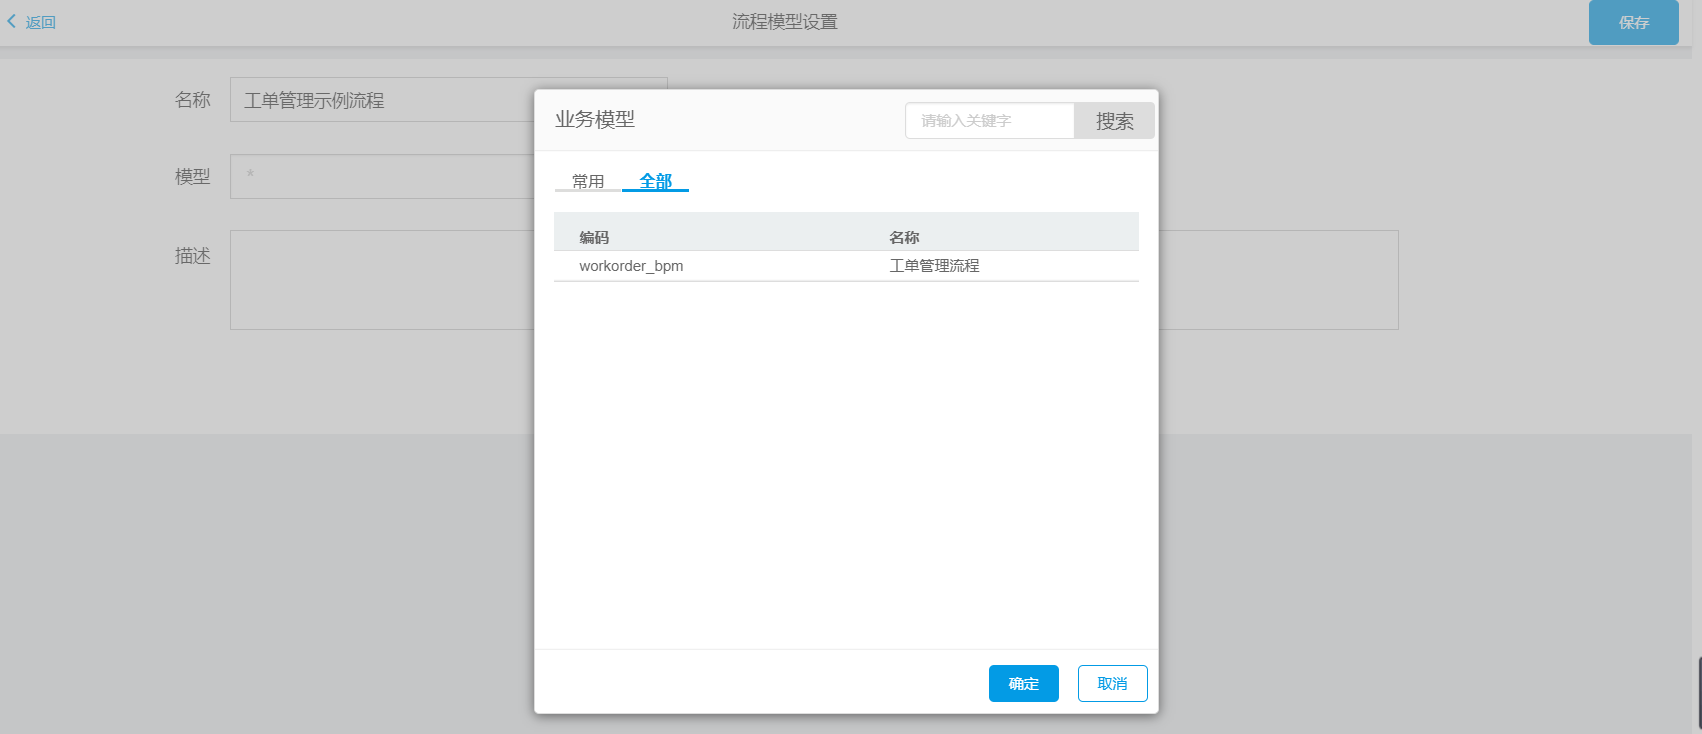 返回
流程模型设置
保存
名称 工单管理示例流程
模型 *
描述
业务模型
请输入关键字 搜索
常用 全部
编码 名称
workorder_bpm 工单管理流程
确定 取消